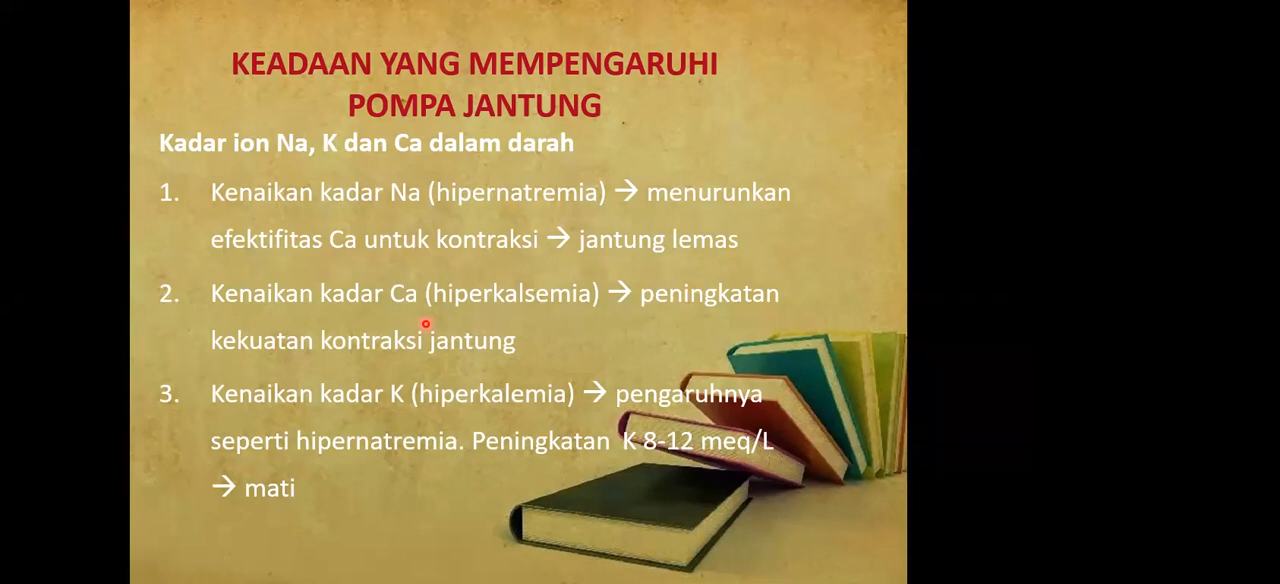 KEADAAN YANG MEMPENGARUHI
POMPA JANTUNG
Kadar ion Na, K dan Ca dalam darah
1. Kenaikan kadar Na (hipernatremia) → menurunkan
efektifitas Ca untuk kontraksi → jantung lemas
2. Kenaikan kadar Ca (hiperkalsemia) → peningkatan
kekuatan kontraksi jantung
3. Kenaikan kadar K (hiperkalemia) → pengaruhnya
seperti hipernatremia. Peningkatan K 8-12 meq/L
→ mati